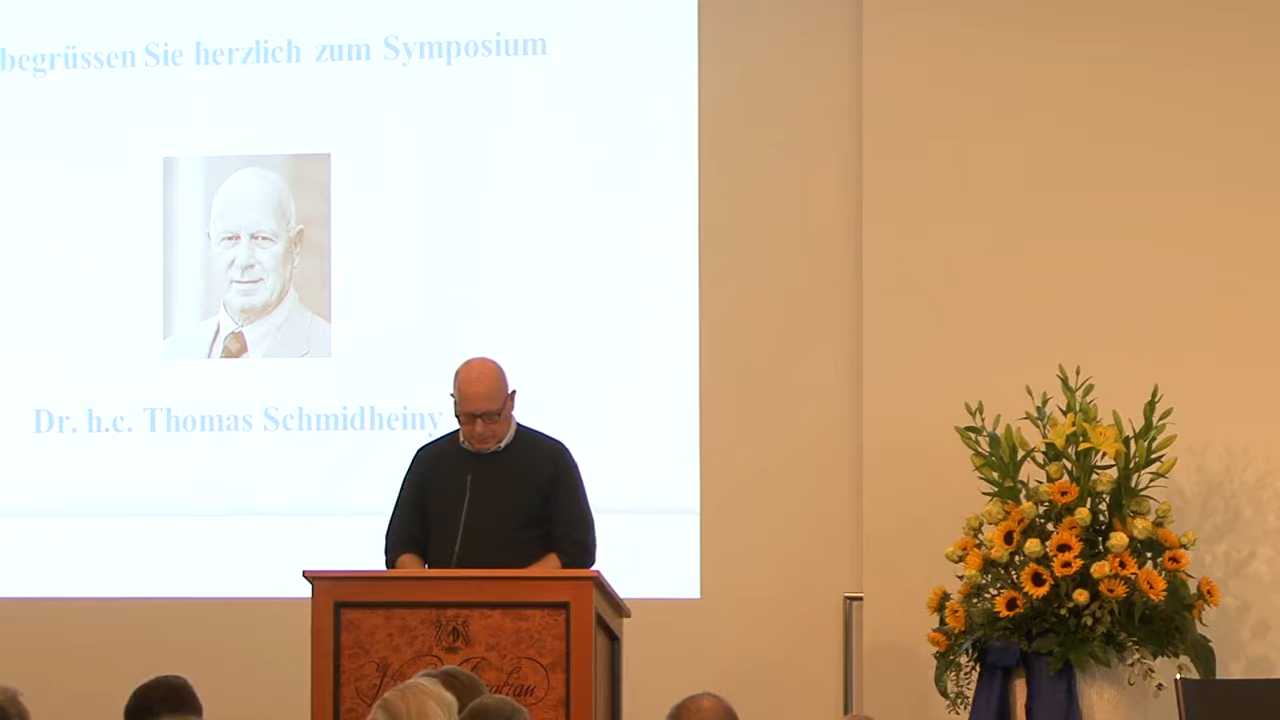 begrüssen Sie herzlich zum Symposium
Dr. h.c. Thomas Schmidheiny